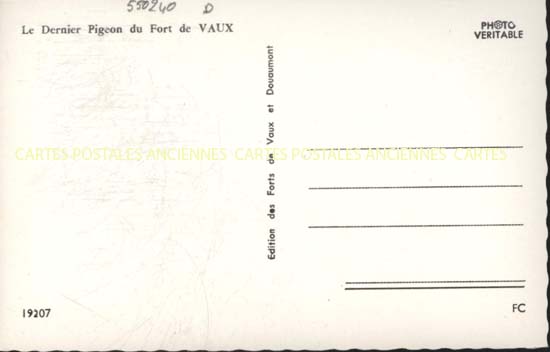 550240 D
Le Dernier Pigeon du Fort de VAUX
PHOTO
VERITABLE
Edition des Forts de Vaux et Douaumont
CARTES POSTALES ANCIENNES CARTES POSTALES ANCIENNES CARTES
19207
FC